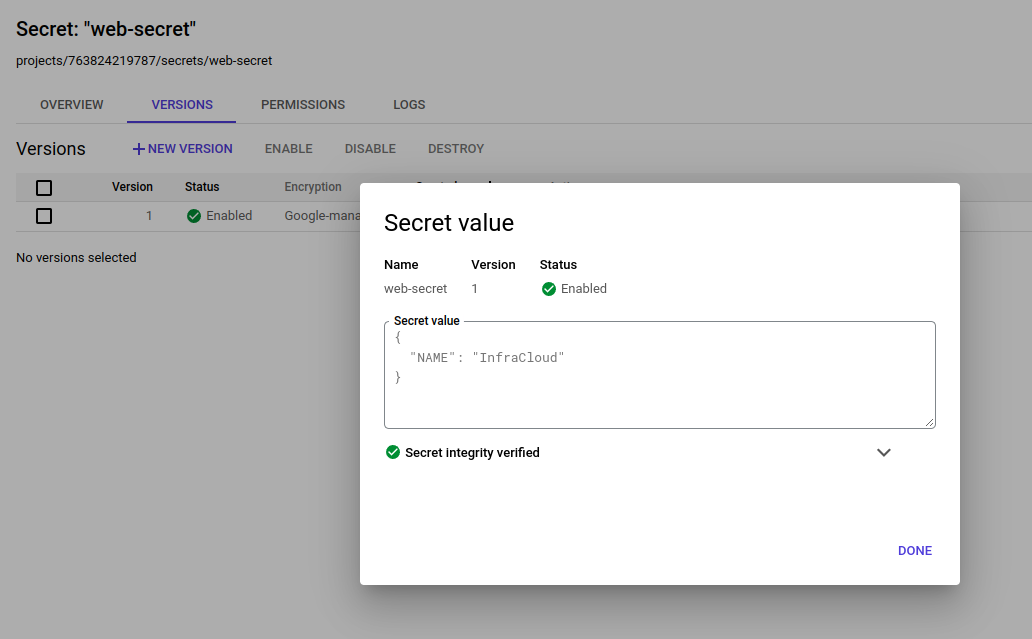 Secret: "web-secret"
projects/763824219787/secrets/web-secret
OVERVIEW VERSIONS PERMISSIONS LOGS
Versions NEW VERSION ENABLE DISABLE DESTROY
Version Status Encryption
1 Enabled Google-mana
No versions selected
Secret value
Name Version Status
web-secret 1 Enabled
Secret value
{
"NAME": "InfraCloud"
}
Secret integrity verified
DONE